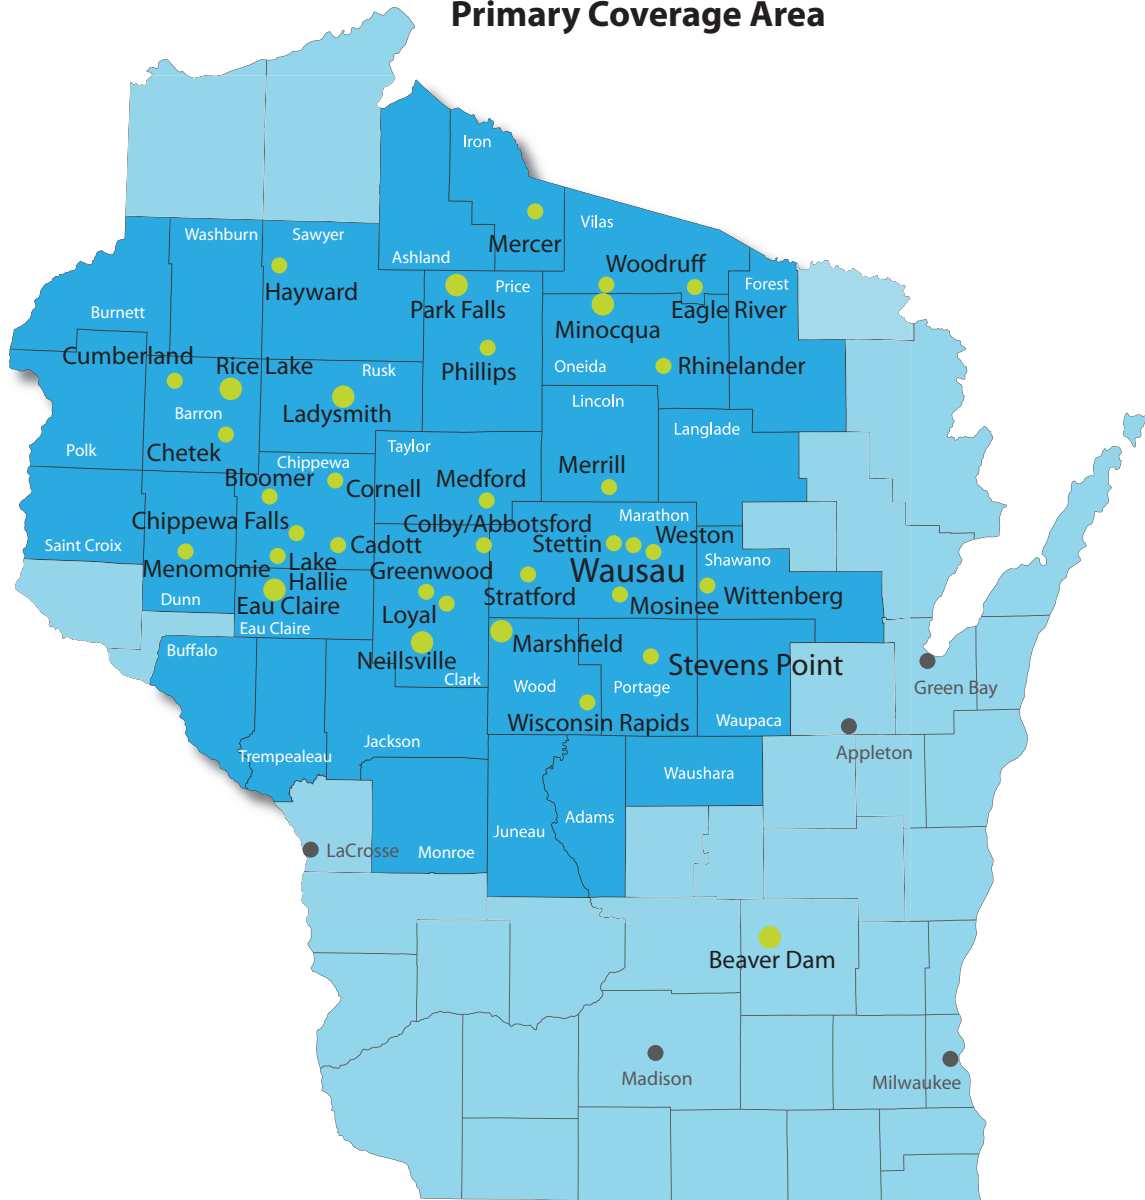 Primary Coverage Area
Iron
Mercer
Vilas
Washburn
Sawyer
Ashland
Hayward
Woodruff
Park Falls
Price
Forest
Eagle River
Burnett
Minocqua
Cumberland
Rice Lake
Rusk
Phillips
Oneida
Rhinelander
Barron
Ladysmith
Lincoln
Langlade
Polk
Chetek
Taylor
Chippewa
Bloomer
Cornell
Medford
Merrill
Chippewa Falls
Colby/Abbotsford
Marathon
Saint Croix
Cadott
Stettin
Weston
Menomonie
Lake
Hallie
Greenwood
Wausau
Shawano
Dunn
Eau Claire
Eau Claire
Loyal
Stratford
Mosinee
Wittenberg
Buffalo
Neillsville
Clark
Marshfield
Stevens Point
Wood
Portage
Green Bay
Wisconsin Rapids
Waupaca
Trempealeau
Jackson
Appleton
Waushara
Juneau
Adams
LaCrosse
Monroe
Beaver Dam
Madison
Milwaukee